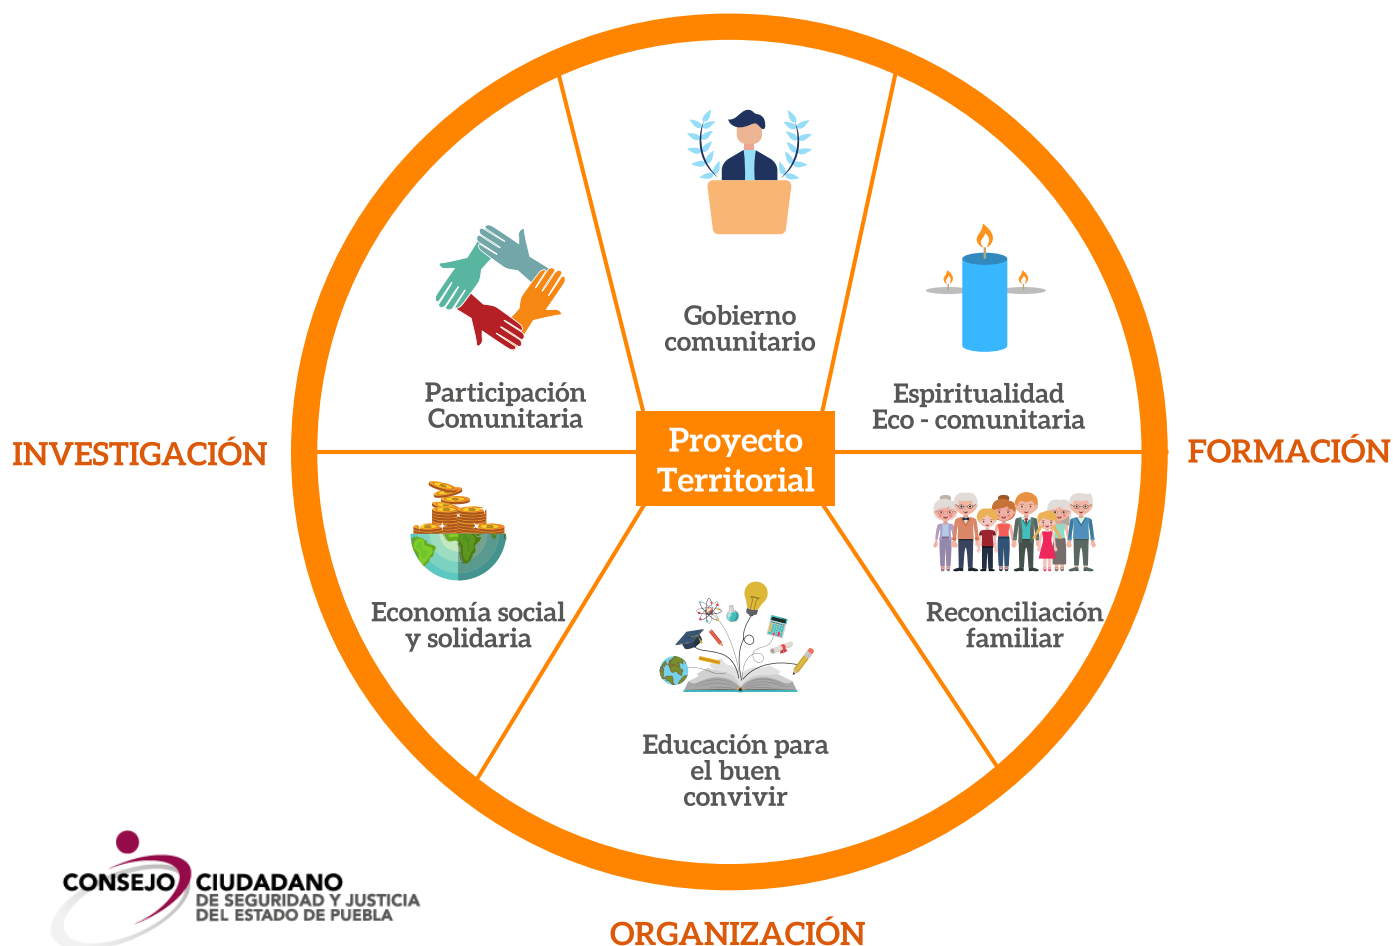 Gobierno
comunitario
Participación
Comunitaria
Espiritualidad
Eco - comunitaria
INVESTIGACIÓN
Proyecto
Territorial
FORMACIÓN
Economía social
y solidaria
Reconciliación
familiar
Educación para
el buen
convivir
CONSEJO CIUDADANO
DE SEGURIDAD Y JUSTICIA
DEL ESTADO DE PUEBLA
ORGANIZACIÓN